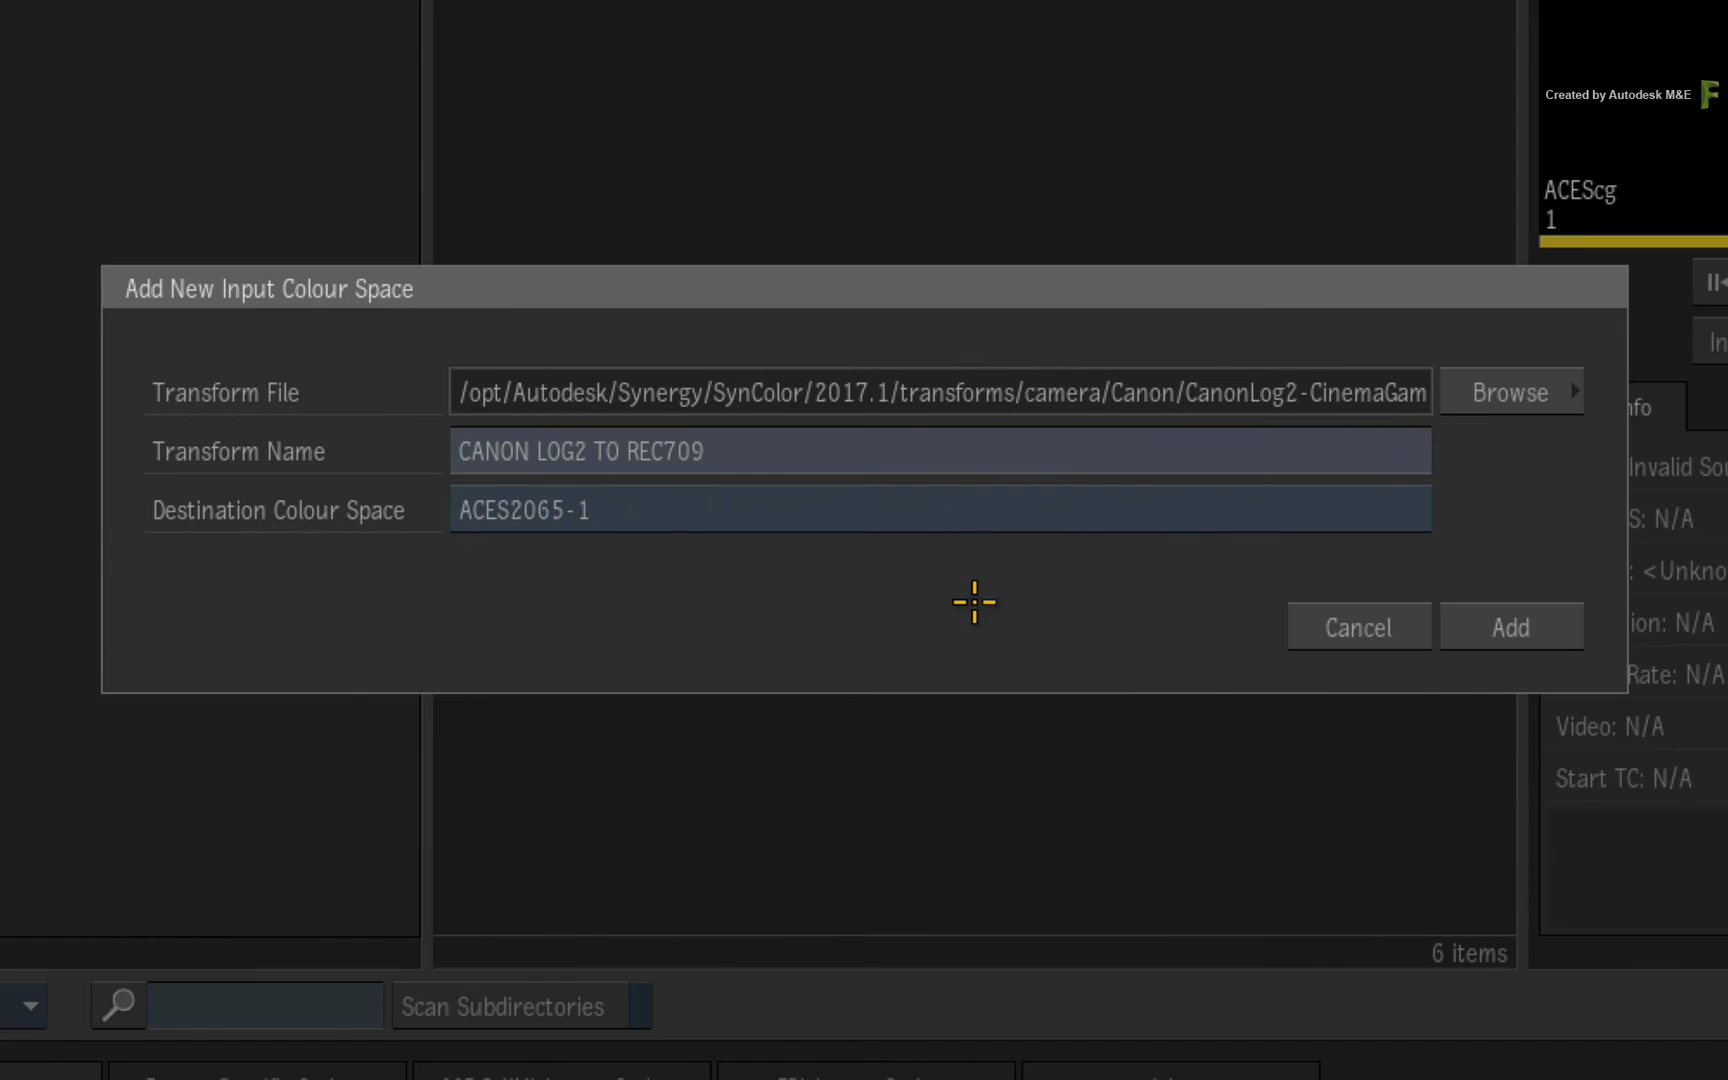 Created by Autodesk M&E
ACEScg
1
Add New Input Colour Space
Transform File
/opt/Autodesk/Synergy/SynColor/2017.1/transforms/camera/Canon/CanonLog2-CinemaGam
Browse
Transform Name
CANON LOG2 TO REC709
Destination Colour Space
ACES2065-1
Cancel
Add
Invalid Sou
S: N/A
: <Unkno
ion: N/A
Rate: N/A
Video: N/A
Start TC: N/A
6 items
Scan Subdirectories